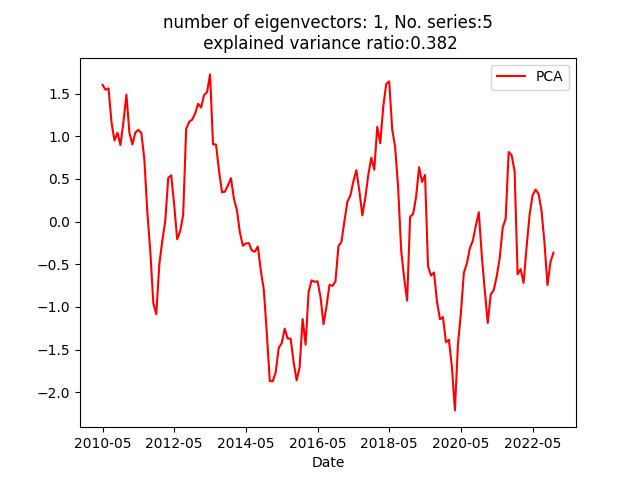 number of eigenvectors: 1, No. series:5
explained variance ratio:0.382
PCA
1.5
1.0
0.5
0.0
−0.5
−1.0
−1.5
−2.0
2010-05 2012-05 2014-05 2016-05 2018-05 2020-05 2022-05
Date